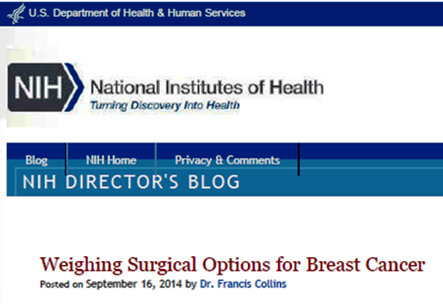 U.S. Department of Health & Human Services
NIH National Institutes of Health
Turning Discovery Into Health
Blog NIH Home Privacy & Comments
NIH DIRECTOR'S BLOG
Weighing Surgical Options for Breast Cancer
Posted on September 16, 2014 by Dr. Francis Collins